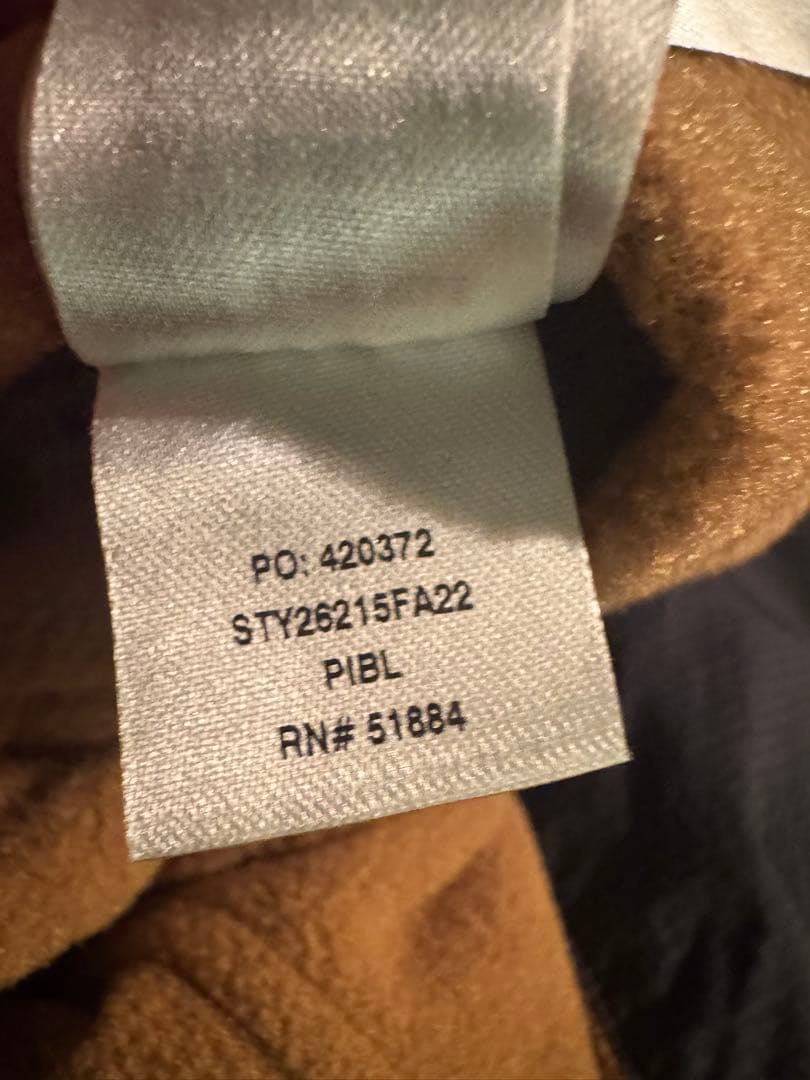 PO: 420372
STY26215FA22
PIBL
RN# 51884